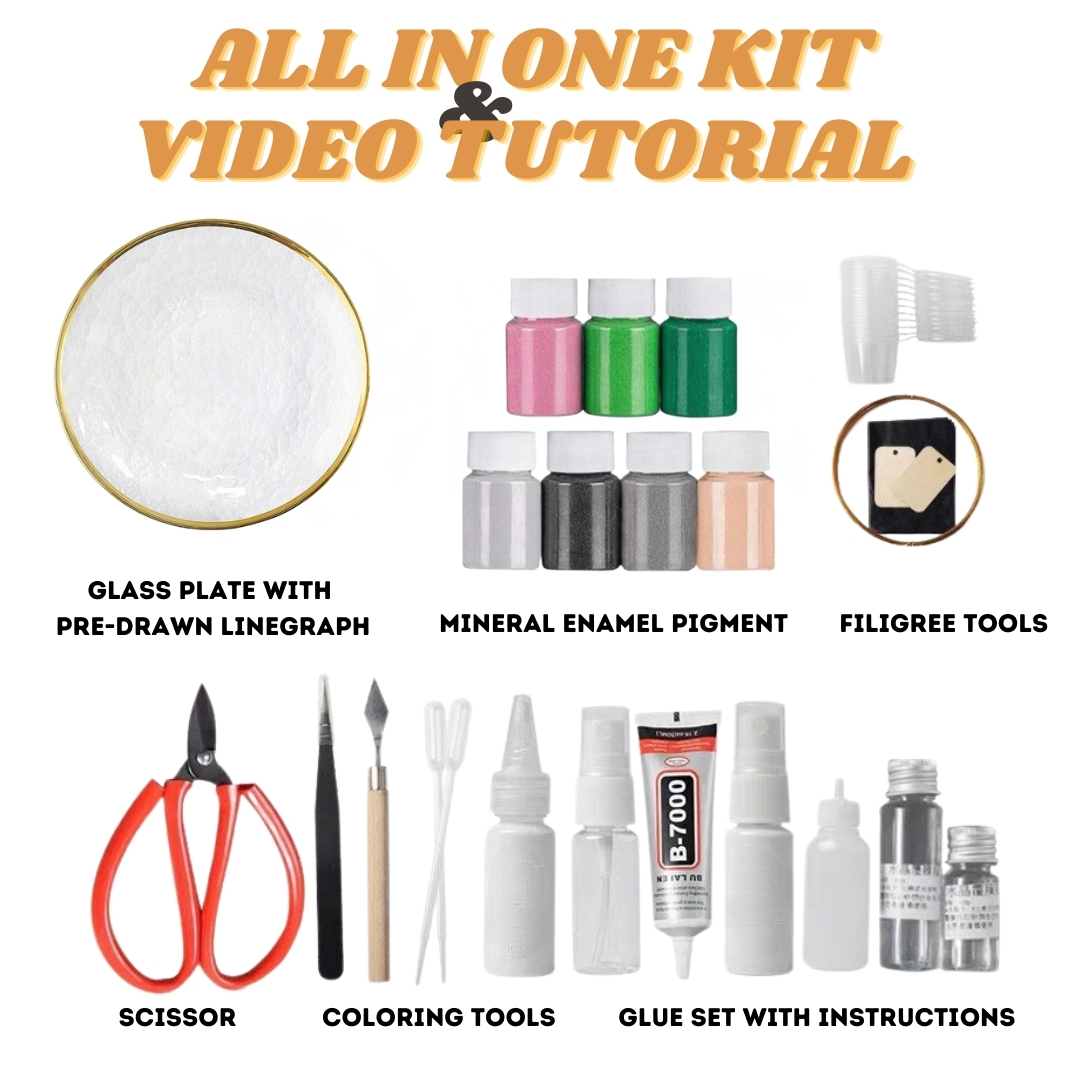 ALL IN ONE KIT
&
VIDEO TUTORIAL
GLASS PLATE WITH
PRE-DRAWN LINEGRAPH
MINERAL ENAMEL PIGMENT
FILIGREE TOOLS
B-7000
SCISSOR
COLORING TOOLS
GLUE SET WITH INSTRUCTIONS